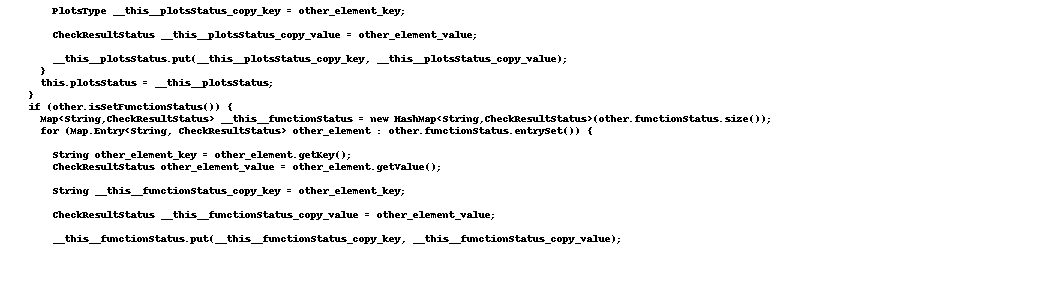 PlotsType __this__plotsStatus_copy_key = other_element_key;
CheckResultStatus __this__plotsStatus_copy_value = other_element_value;
__this__plotsStatus.put(__this__plotsStatus_copy_key, __this__plotsStatus_copy_value);
}
this.plotsStatus = __this__plotsStatus;
}
if (other.isSetFunctionStatus()) {
Map<String,CheckResultStatus> __this__functionStatus = new HashMap<String,CheckResultStatus>(other.functionStatus.size());
for (Map.Entry<String, CheckResultStatus> other_element : other.functionStatus.entrySet()) {
String other_element_key = other_element.getKey();
CheckResultStatus other_element_value = other_element.getValue();
String __this__functionStatus_copy_key = other_element_key;
CheckResultStatus __this__functionStatus_copy_value = other_element_value;
__this__functionStatus.put(__this__functionStatus_copy_key, __this__functionStatus_copy_value);